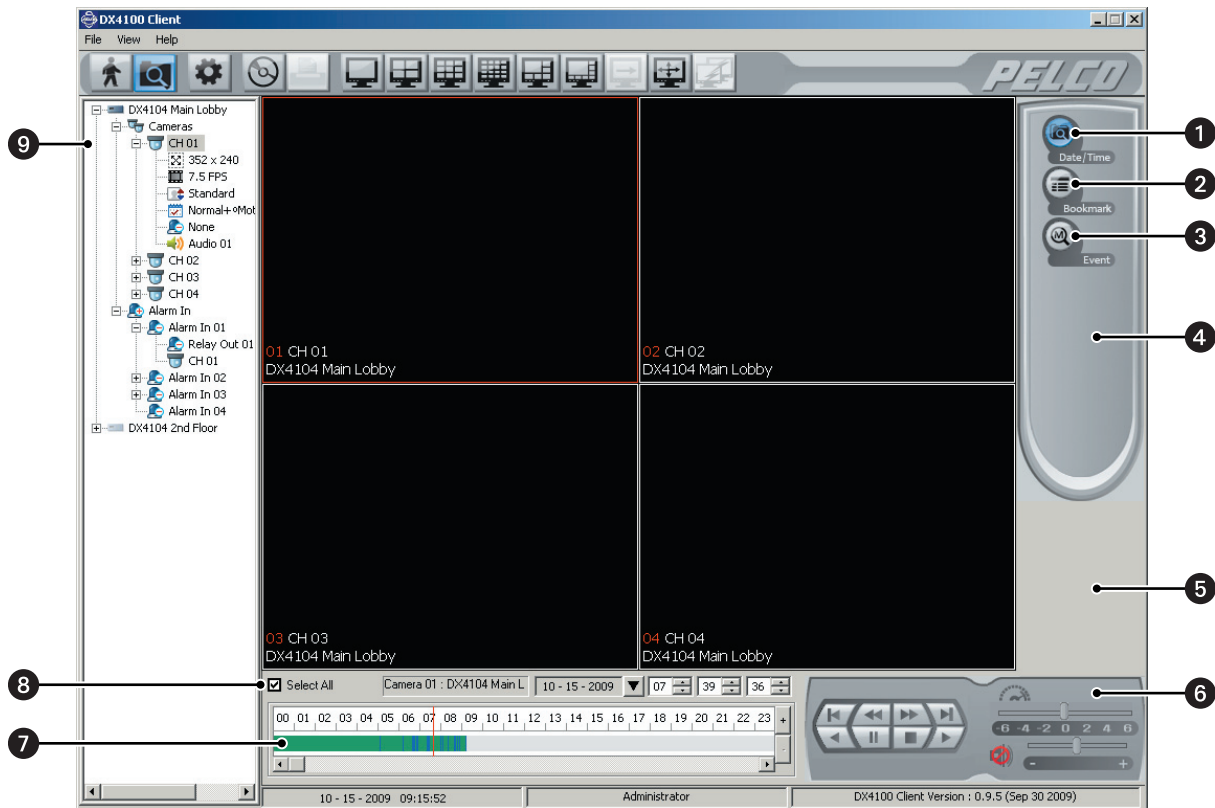 DX4100 Client
File View Help
PELCO
DX4104 Main Lobby
Cameras
CH 01
352 x 240
7.5 FPS
Standard
Normal+ºMot
None
Audio 01
CH 02
CH 03
CH 04
Alarm In
Alarm In 01
Relay Out 01
CH 01
Alarm In 02
Alarm In 03
Alarm In 04
DX4104 2nd Floor
9
01 CH 01
DX4104 Main Lobby
02 CH 02
DX4104 Main Lobby
03 CH 03
DX4104 Main Lobby
04 CH 04
DX4104 Main Lobby
Date/Time
1
Bookmark
2
M
Event
3
4
5
8
Select All Camera 01 : DX4104 Main L 10 - 15 - 2009 07 39 36
00 01 02 03 04 05 06 07 08 09 10 11 12 13 14 15 16 17 18 19 20 21 22 23 +
7
-
6
-6 -4 -2 0 2 4 6
- +
10 - 15 - 2009 09:15:52 Administrator DX4100 Client Version : 0.9.5 (Sep 30 2009)